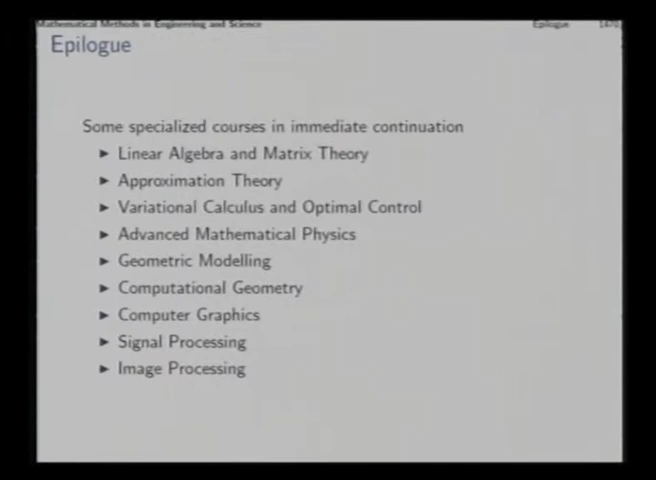 Mathematical Methods in Engineering and Science Epilogue
Epilogue
Some specialized courses in immediate continuation
► Linear Algebra and Matrix Theory
► Approximation Theory
► Variational Calculus and Optimal Control
► Advanced Mathematical Physics
► Geometric Modelling
► Computational Geometry
► Computer Graphics
► Signal Processing
► Image Processing